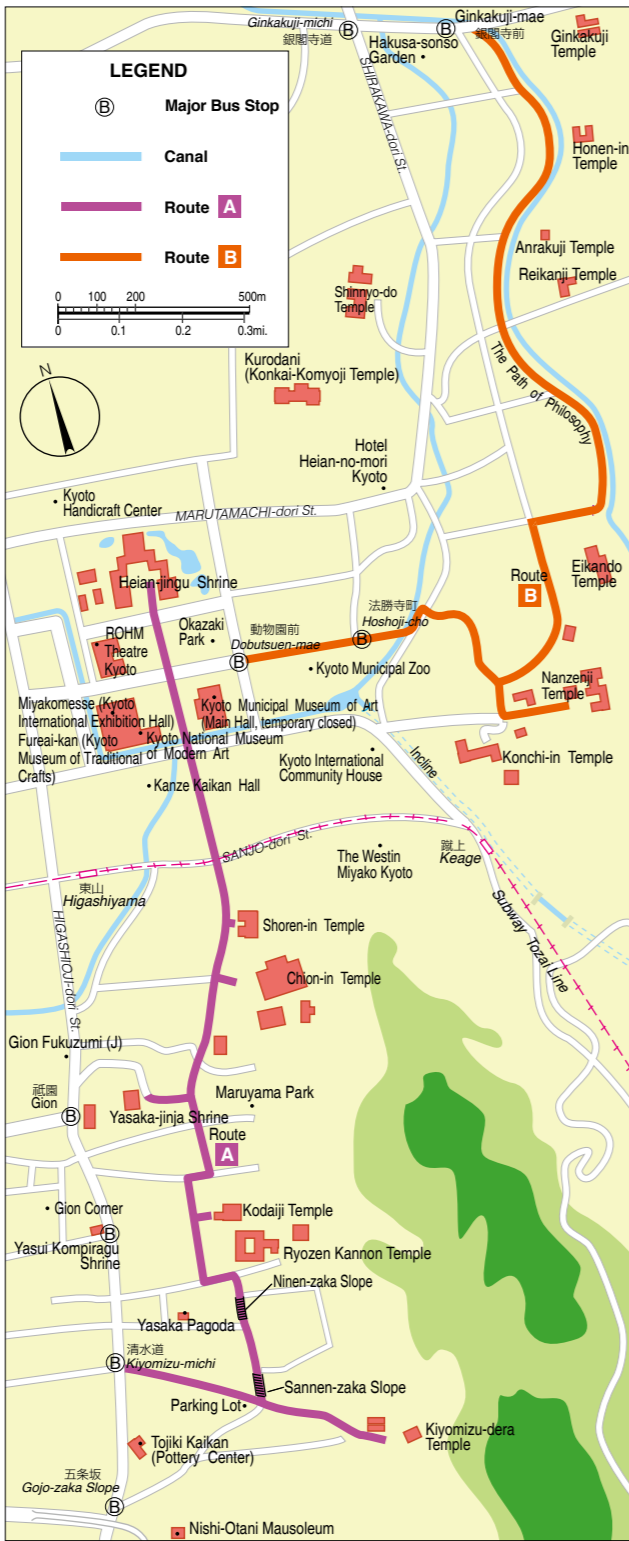 Ginkakuji-michi
銀閣寺道
Ginkakuji-mae
銀閣寺前
Hakusa-sonso
Garden
Ginkakuji
Temple
LEGEND
B Major Bus Stop
Canal
Route A
Route B
0 100 200 500m
0 0.1 0.2 0.3mi.
N
SHIRAKAWA-dori St.
Honen-in
Temple
Anrakuji Temple
Reikanji Temple
Shinnyo-do
Temple
The Path of Philosophy
Kurodani
(Konkai-Komyoji Temple)
Hotel
Heian-no-mori
Kyoto
Kyoto
Handicraft Center
MARUTAMACHI-dori St.
Heian-jingu Shrine
Route
B
Eikando
Temple
法勝寺町
Hoshoji-cho
ROHM
Theatre
Kyoto
Okazaki
Park
動物園前
Dobutsuen-mae
Kyoto Municipal Zoo
Nanzenji
Temple
Miyakomesse (Kyoto
International Exhibition Hall)
Fureai-kan (Kyoto
Museum of Traditional
Crafts)
Kyoto Municipal Museum of Art
(Main Hall, temporary closed)
Kyoto National Museum
of Modern Art
Kyoto International
Community House
Incline
Konchi-in Temple
Kanze Kaikan Hall
SANJO-dori St.
The Westin
Miyako Kyoto
蹴上
Keage
東山
Higashiyama
HIGASHIOJI-dori St.
Subway Tozai Line
Shoren-in Temple
Chion-in Temple
Gion Fukuzumi (J)
祇園
Gion
B
Maruyama Park
Yasaka-jinja Shrine
Route
A
Gion Corner
Kodaiji Temple
Yasui Kompiragu
Shrine
B
Ryozen Kannon Temple
Ninen-zaka Slope
Yasaka Pagoda
清水道
B Kiyomizu-michi
Sannen-zaka Slope
Parking Lot
Kiyomizu-dera
Temple
Tojiki Kaikan
(Pottery Center)
五条坂
Gojo-zaka Slope
B
Nishi-Otani Mausoleum